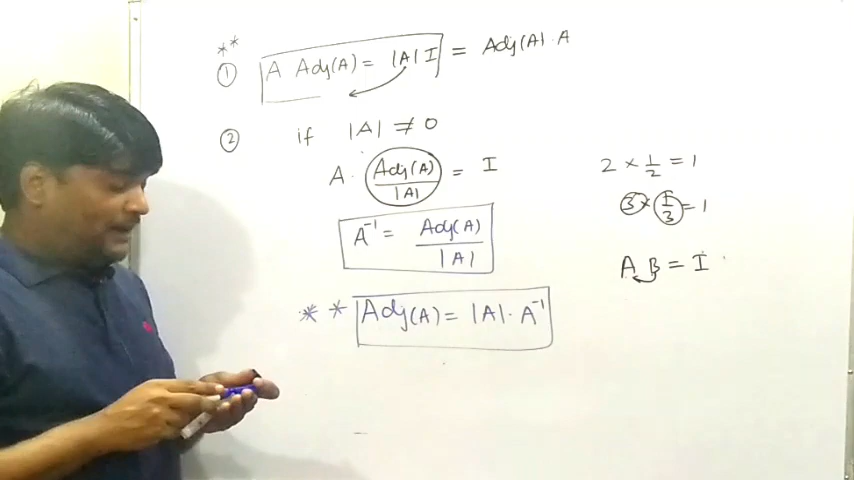 **
① A Adj(A) = |A| I = Adj(A) . A
② if |A| ≠ 0
A . Adj(A)/|A| = I
A⁻¹ = Adj(A)/|A|
** Adj(A) = |A| . A⁻¹
2 × 1/2 = 1
3 × 1/3 = 1
A B = I